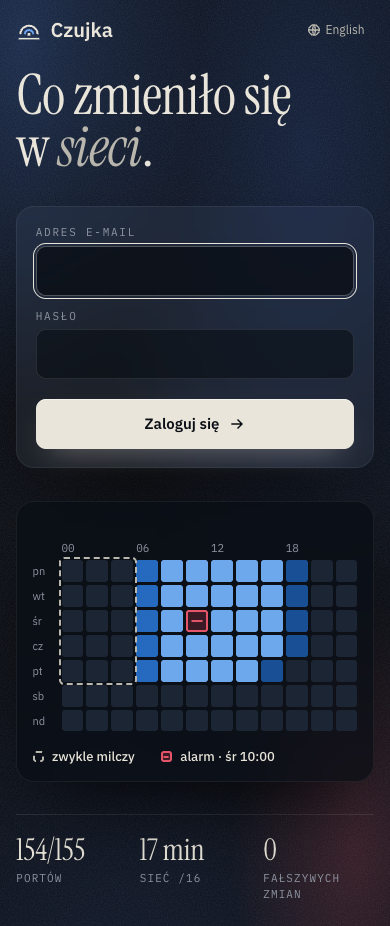 Czujka
English
Co zmieniło się
w sieci.
ADRES E-MAIL
HASŁO
Zaloguj się →
00 06 12 18
pn
wt
śr
cz
pt
sb
nd
zwykle milczy
alarm · śr 10:00
154/155
PORTÓW
17 min
SIEĆ /16
0
FAŁSZYWYCH
ZMIAN